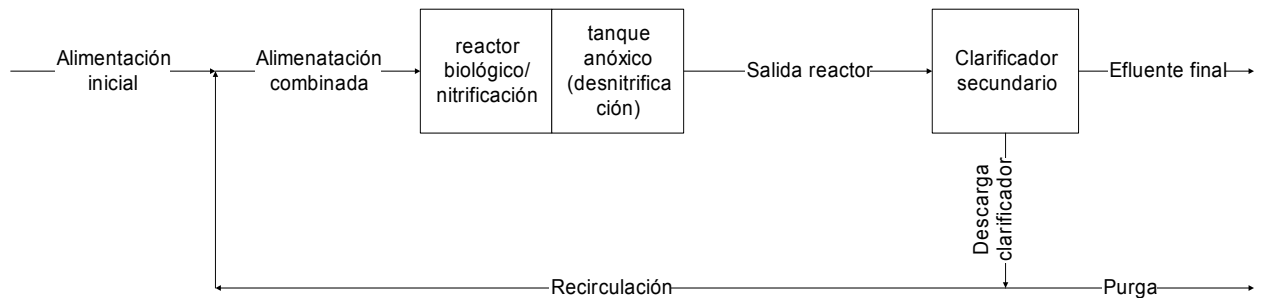 Alimentación
inicial
Alimenatación
combinada
reactor
biológico/
nitrificación
tanque
anóxico
(desnitrifica
ción)
Salida reactor
Clarificador
secundario
Efluente final
Descarga
clarificador
Recirculación
Purga